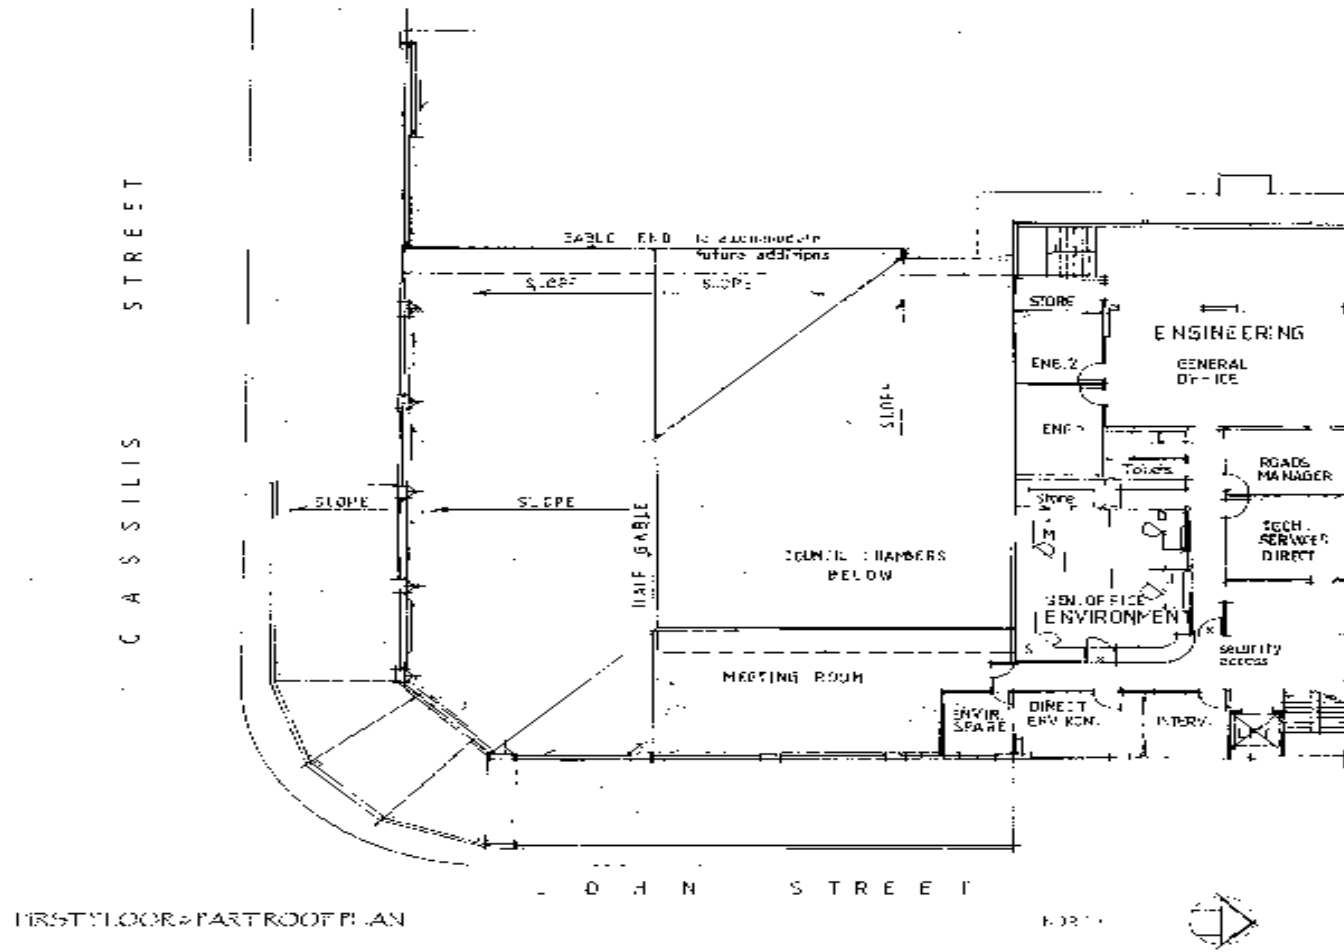 GABLE END to accommodate
future additions
SLOPE
SLOPE
STREET
CASSILIS
SLOPE
SLOPE
SLOPE
HALF GABLE
COUNCIL CHAMBERS
BELOW
MEETING ROOM
STORE
ENG. 2
ENG
ENGINEERING
GENERAL
OFFICE
Toilets
Store
ROADS
MANAGER
TECH.
SERVICES
DIRECT
GEN. OFFICE
ENVIRONMENT
security
access
ENVIR.
SPARE
DIRECT
ENVIRON.
INTERV.
JOHN STREET
FIRST FLOOR & PART ROOF PLAN
NORTH